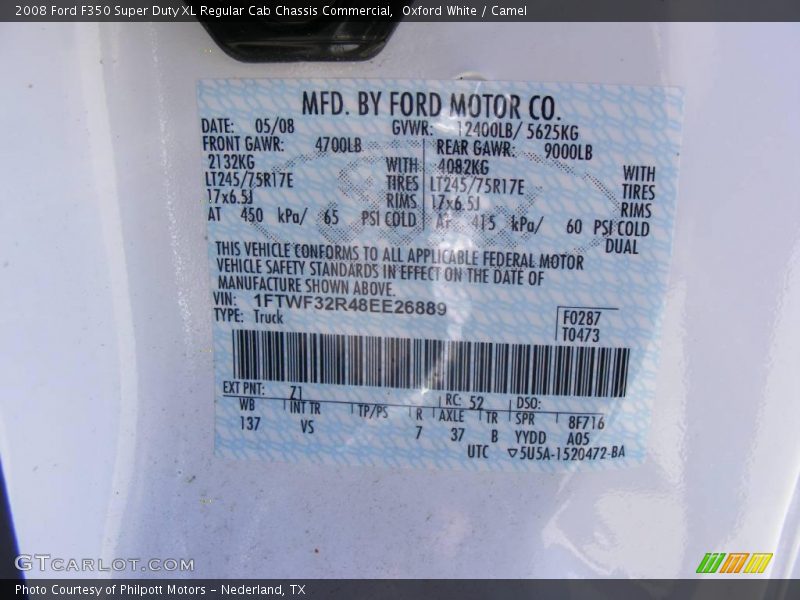 2008 Ford F350 Super Duty XL Regular Cab Chassis Commercial, Oxford White / Camel
MFD. BY FORD MOTOR CO.
DATE: 05/08 GVWR: 12400LB/ 5625KG
FRONT GAWR: 4700LB REAR GAWR: 9000LB
2132KG WITH 4082KG WITH
LT245/75R17E TIRES LT245/75R17E TIRES
17x6.5J RIMS 17x6.5J RIMS
AT 450 kPa/ 65 PSI COLD AT 415 kPa/ 60 PSI COLD
DUAL
THIS VEHICLE CONFORMS TO ALL APPLICABLE FEDERAL MOTOR
VEHICLE SAFETY STANDARDS IN EFFECT ON THE DATE OF
MANUFACTURE SHOWN ABOVE.
VIN: 1FTWF32R48EE26889
TYPE: Truck
F0287
T0473
EXT PNT: Z1 RC: 52 DSO:
WB INT TR TP/PS R AXLE TR SPR 8F716
137 VS 7 37 B YYDD A05
UTC ▽5U5A-1520472-BA
GTCARLOT.COM
Photo Courtesy of Philpott Motors - Nederland, TX